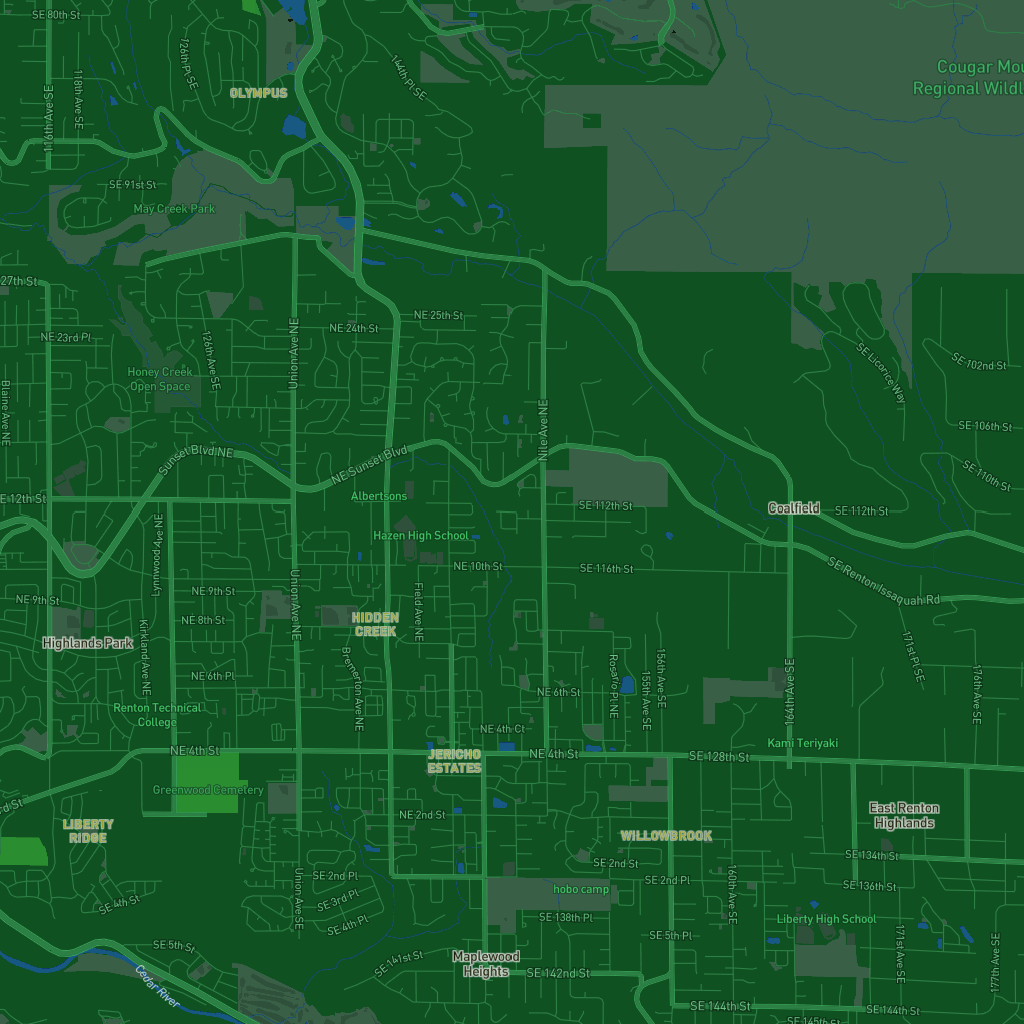 SE 80th St
126th Pl SE
144th Pl SE
Cougar Mou
Regional Wildl
118th Ave SE
116th Ave SE
OLYMPUS
SE 91st St
May Creek Park
27th St
NE 25th St
NE 24th St
NE 23rd Pl
126th Ave SE
Union Ave NE
Honey Creek
Open Space
SE Licorice Way
SE 102nd St
Blaine Ave NE
Nile Ave NE
SE 106th St
Sunset Blvd NE
NE Sunset Blvd
SE 110th St
E 12th St
Albertsons
SE 112th St
Coalfield
SE 112th St
Lynnwood Ave NE
Hazen High School
NE 10th St
SE 116th St
SE Renton Issaquah Rd
NE 9th St
NE 9th St
Union Ave NE
Field Ave NE
NE 8th St
HIDDEN
CREEK
Highlands Park
Kirkland Ave NE
171st Pl SE
Bremerton Ave NE
Rosario Pl NE
155th Ave SE
156th Ave SE
164th Ave SE
176th Ave SE
NE 6th Pl
NE 6th St
Renton Technical
College
NE 4th Ct
NE 4th St
JERICHO
ESTATES
NE 4th St
SE 128th St
Kami Teriyaki
Greenwood Cemetery
rd St
LIBERTY
RIDGE
NE 2nd St
WILLOWBROOK
East Renton
Highlands
SE 134th St
SE 2nd St
SE 2nd Pl
SE 2nd Pl
160th Ave SE
SE 136th St
Union Ave SE
SE 3rd Pl
hobo camp
SE 4th St
SE 4th Pl
SE 138th Pl
Liberty High School
SE 5th Pl
171st Ave SE
177th Ave SE
SE 5th St
Maplewood
Heights
SE 141st St
SE 142nd St
Cedar River
SE 144th St
SE 144th St
SE 145th St